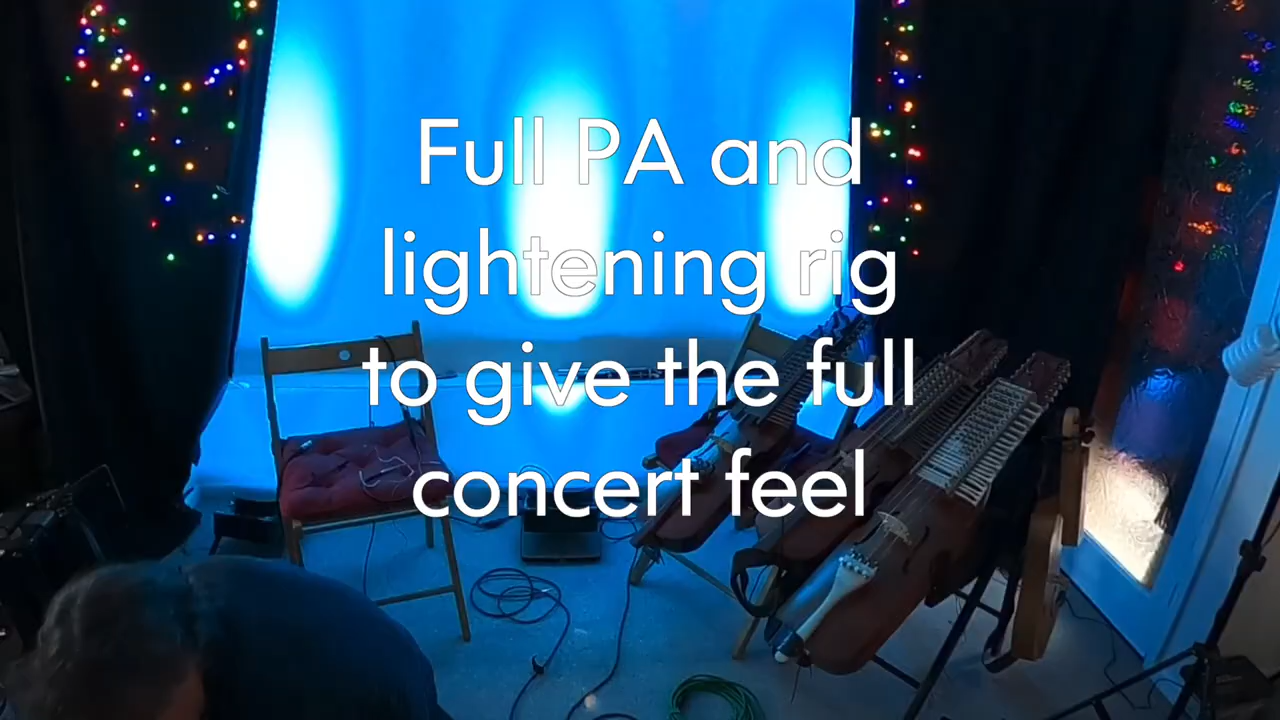 Full PA and
lightening rig
to give the full
concert feel